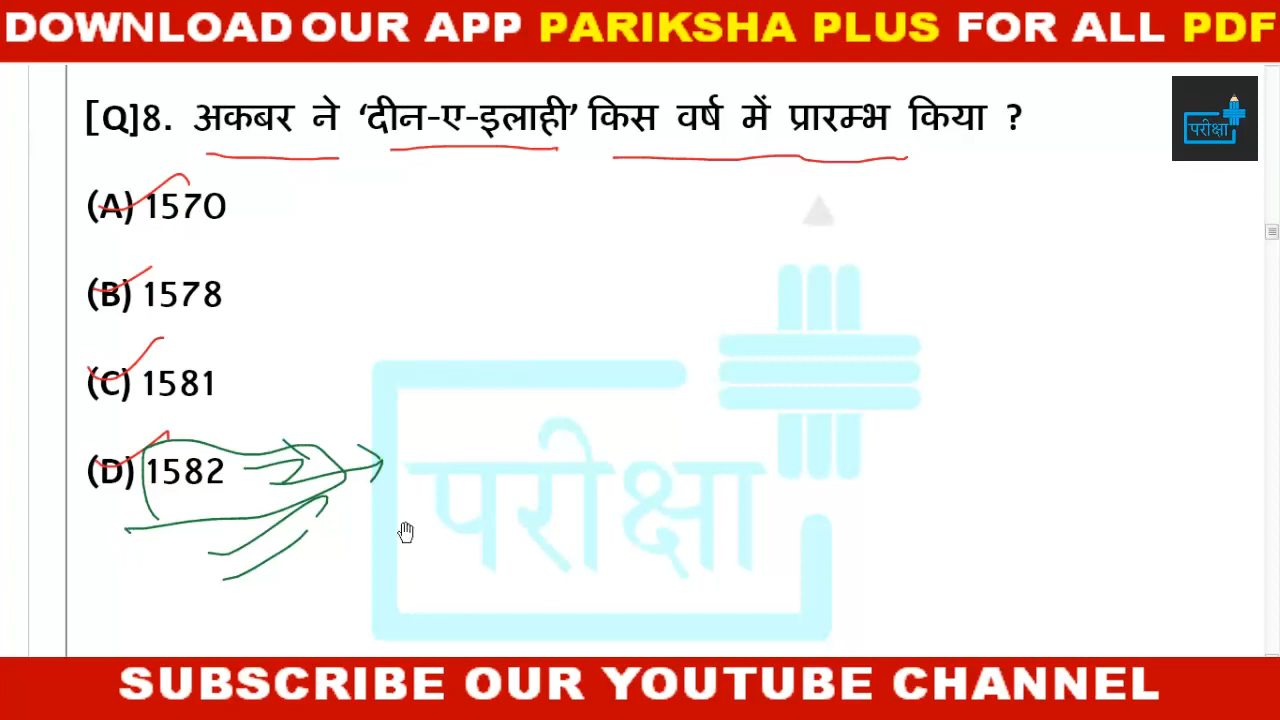 DOWNLOAD OUR APP PARIKSHA PLUS FOR ALL PDF
[Q]8. अकबर ने ‘दीन-ए-इलाही’ किस वर्ष में प्रारम्भ किया ?
परीक्षा
(A) 1570
(B) 1578
(C) 1581
(D) 1582
परीक्षा
SUBSCRIBE OUR YOUTUBE CHANNEL